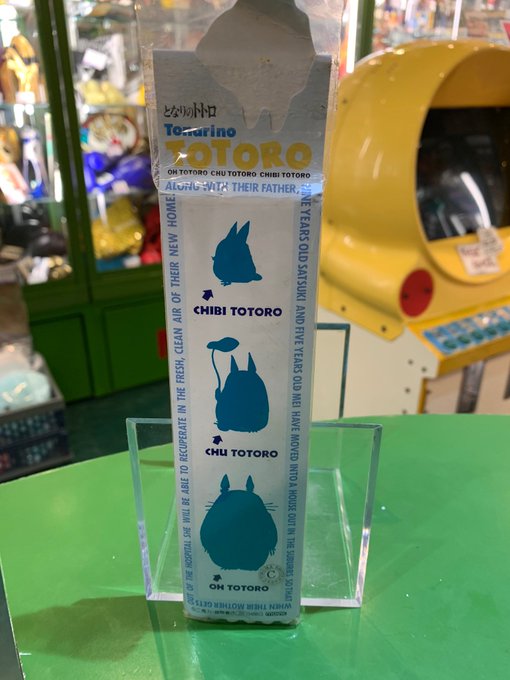 となりのトトロ
Tonarino
TOTORO
OH TOTORO CHU TOTORO CHIBI TOTORO
ALONG WITH THEIR FATHER,
NINE YEARS OLD SATSUKI AND FIVE YEARS OLD MEI HAVE MOVED INTO A HOUSE OUT IN THE SUBURBS SO THAT
WHEN THEIR MOTHER GETS
OUT OF THE HOSPITAL SHE WILL BE ABLE TO RECUPERATE IN THE FRESH, CLEAN AIR OF THEIR NEW HOME.
CHIBI TOTORO
CHU TOTORO
OH TOTORO